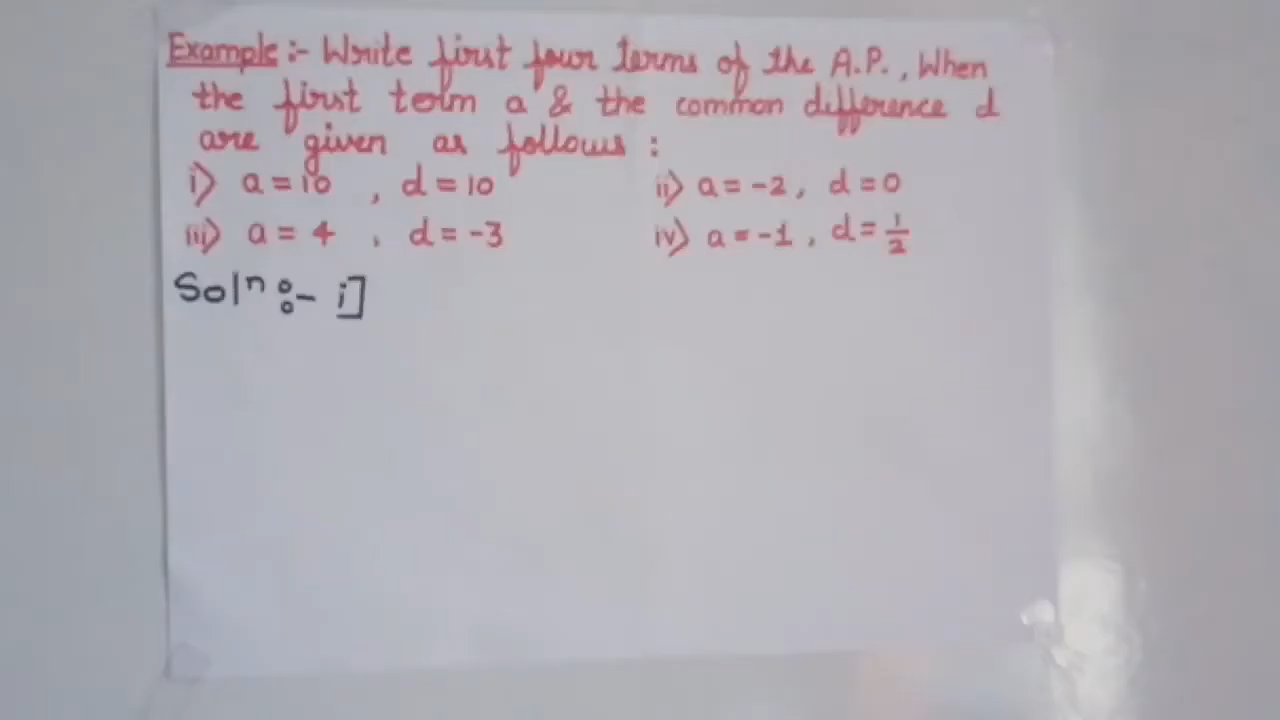 Example :- Write first four terms of the A.P., When
the first term a & the common difference d
are given as follows :
i) a = 10 , d = 10 ii) a = -2, d = 0
iii) a = 4 , d = -3 iv) a = -1, d = 1/2
Solⁿ :- i]